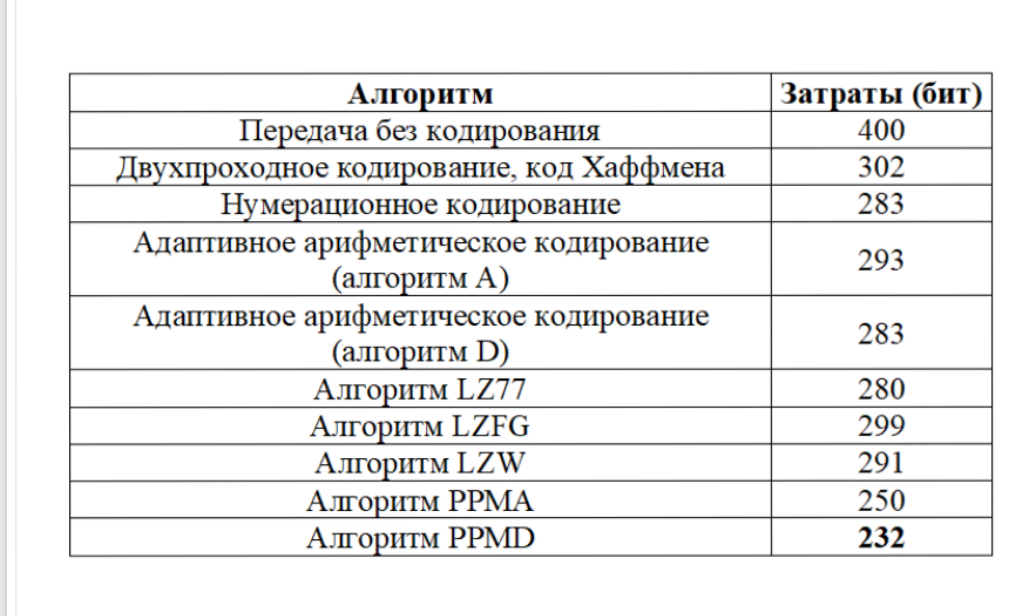 Алгоритм Затраты (бит)
Передача без кодирования 400
Двухпроходное кодирование, код Хаффмена 302
Нумерационное кодирование 283
Адаптивное арифметическое кодирование
(алгоритм А) 293
Адаптивное арифметическое кодирование
(алгоритм D) 283
Алгоритм LZ77 280
Алгоритм LZFG 299
Алгоритм LZW 291
Алгоритм PPMA 250
Алгоритм PPMD 232